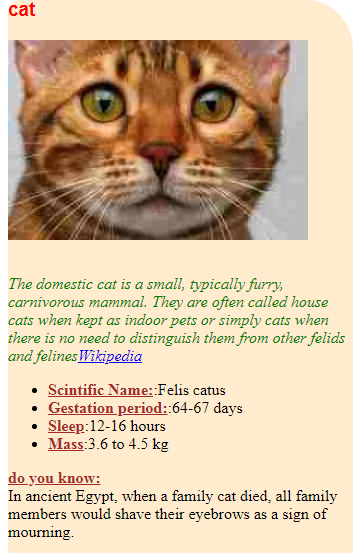 cat
The domestic cat is a small, typically furry,
carnivorous mammal. They are often called house
cats when kept as indoor pets or simply cats when
there is no need to distinguish them from other felids
and felinesWikipedia
Scintific Name::Felis catus
Gestation period::64-67 days
Sleep:12-16 hours
Mass:3.6 to 4.5 kg
do you know:
In ancient Egypt, when a family cat died, all family
members would shave their eyebrows as a sign of
mourning.